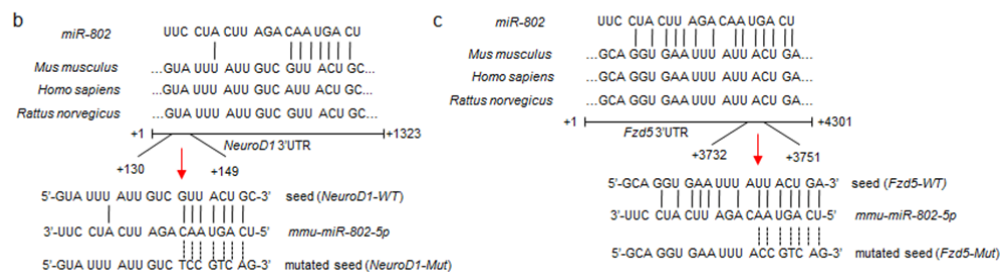 b
miR-802 UUC CUA CUU AGA CAA UGA CU
Mus musculus ...GUA UUU AUU GUC GUU ACU GC...
Homo sapiens ...GUA UUU AUU GUC AUU ACU GC...
Rattus norvegicus ...GUA UUU AUU GUC GUU ACU GC...
+1 +1323
NeuroD1 3'UTR
+130 +149
5'-GUA UUU AUU GUC GUU ACU GC-3' seed (NeuroD1-WT)
3'-UUC CUA CUU AGA CAA UGA CU-5' mmu-miR-802-5p
5'-GUA UUU AUU GUC TCC GTC AG-3' mutated seed (NeuroD1-Mut)
c
miR-802 UUC CUA CUU AGA CAA UGA CU
Mus musculus ...GCA GGU GAA UUU AUU ACU GA...
Homo sapiens ...GCA GGU GAA UUU AUU ACU GA...
Rattus norvegicus ...GCA GGU GAA UUU AUU ACU GA...
+1 +4301
Fzd5 3'UTR
+3732 +3751
5'-GCA GGU GAA UUU AUU ACU GA-3' seed (Fzd5-WT)
3'-UUC CUA CUU AGA CAA UGA CU-5' mmu-miR-802-5p
5'-GCA GGU GAA UUU ACC GTC AG-3' mutated seed (Fzd5-Mut)